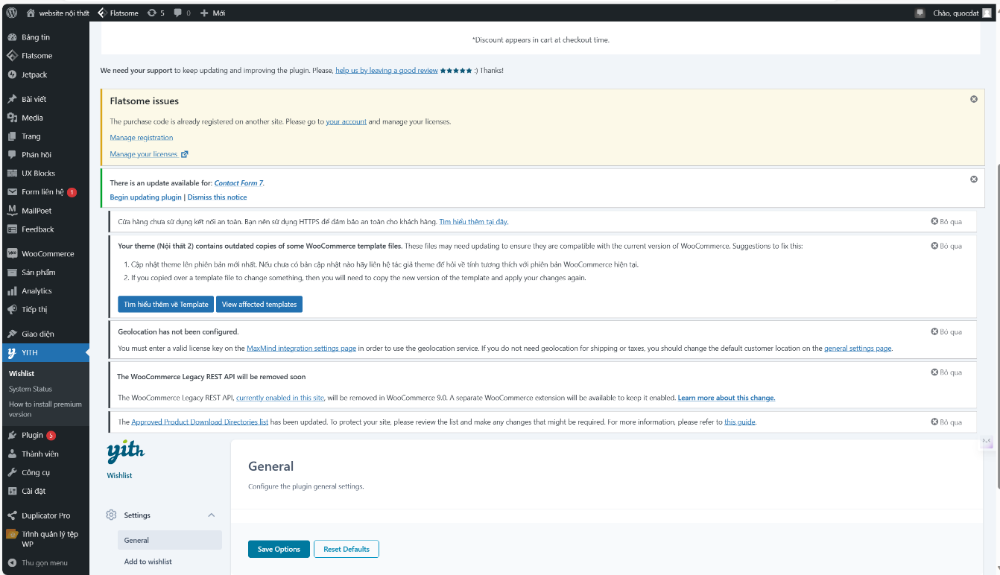 website nội thất Flatsome 5 0 Mới Chào, quocdat
Bảng tin
Flatsome
Jetpack
Bài viết
Media
Trang
Phản hồi
UX Blocks
Form liên hệ 1
MailPoet
Feedback
WooCommerce
Sản phẩm
Analytics
Tiếp thị
Giao diện
YITH
Wishlist
System Status
How to install premium
version
Plugin 5
Thành viên
Công cụ
Cài đặt
Duplicator Pro
Trình quản lý tệp
WP
Thu gọn menu
*Discount appears in cart at checkout time.
We need your support to keep updating and improving the plugin. Please, help us by leaving a good review ★★★★★ :) Thanks!
Flatsome issues
The purchase code is already registered on another site. Please go to your account and manage your licenses.
Manage registration
Manage your licenses
There is an update available for: Contact Form 7.
Begin updating plugin | Dismiss this notice
Cửa hàng chưa sử dụng kết nối an toàn. Bạn nên sử dụng HTTPS để đảm bảo an toàn cho khách hàng. Tìm hiểu thêm tại đây. Bỏ qua
Your theme (Nội thất 2) contains outdated copies of some WooCommerce template files. These files may need updating to ensure they are compatible with the current version of WooCommerce. Suggestions to fix this: Bỏ qua
1. Cập nhật theme lên phiên bản mới nhất. Nếu chưa có bản cập nhật nào hãy liên hệ tác giả theme để hỏi về tính tương thích với phiên bản WooCommerce hiện tại.
2. If you copied over a template file to change something, then you will need to copy the new version of the template and apply your changes again.
Tìm hiểu thêm về Template View affected templates
Geolocation has not been configured. Bỏ qua
You must enter a valid license key on the MaxMind integration settings page in order to use the geolocation service. If you do not need geolocation for shipping or taxes, you should change the default customer location on the general settings page.
The WooCommerce Legacy REST API will be removed soon Bỏ qua
The WooCommerce Legacy REST API, currently enabled in this site, will be removed in WooCommerce 9.0. A separate WooCommerce extension will be available to keep it enabled. Learn more about this change.
The Approved Product Download Directories list has been updated. To protect your site, please review the list and make any changes that might be required. For more information, please refer to this guide. Bỏ qua
yith
Wishlist
Settings
General
Add to wishlist
General
Configure the plugin general settings.
Save Options Reset Defaults